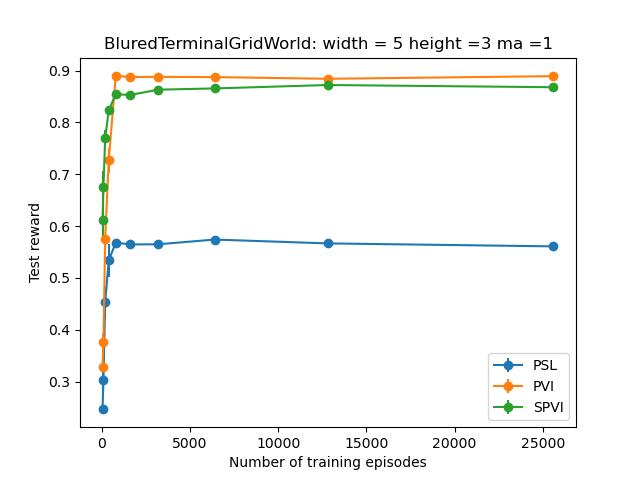 BluredTerminalGridWorld: width = 5 height =3 ma =1
0.9
0.8
0.7
0.6
0.5
0.4
0.3
Test reward
0
5000
10000
15000
20000
25000
Number of training episodes
PSL
PVI
SPVI